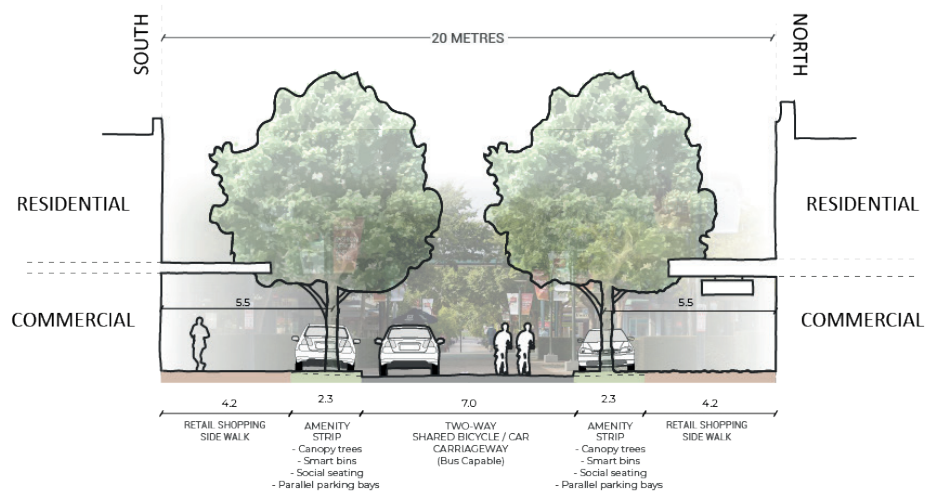 SOUTH
20 METRES
NORTH
RESIDENTIAL
RESIDENTIAL
5.5
5.5
COMMERCIAL
COMMERCIAL
4.2
2.3
7.0
2.3
4.2
RETAIL SHOPPING
SIDE WALK
AMENITY
STRIP
- Canopy trees
- Smart bins
- Social seating
- Parallel parking bays
TWO-WAY
SHARED BICYCLE / CAR
CARRIAGEWAY
(Bus Capable)
AMENITY
STRIP
- Canopy trees
- Smart bins
- Social seating
- Parallel parking bays
RETAIL SHOPPING
SIDE WALK